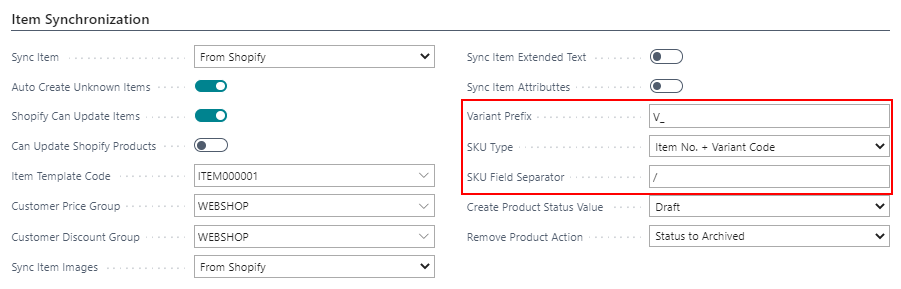 Item Synchronization
Sync Item From Shopify
Auto Create Unknown Items
Shopify Can Update Items
Can Update Shopify Products
Item Template Code ITEM000001
Customer Price Group WEBSHOP
Customer Discount Group WEBSHOP
Sync Item Images From Shopify
Sync Item Extended Text
Sync Item Attributtes
Variant Prefix V_
SKU Type Item No. + Variant Code
SKU Field Separator /
Create Product Status Value Draft
Remove Product Action Status to Archived